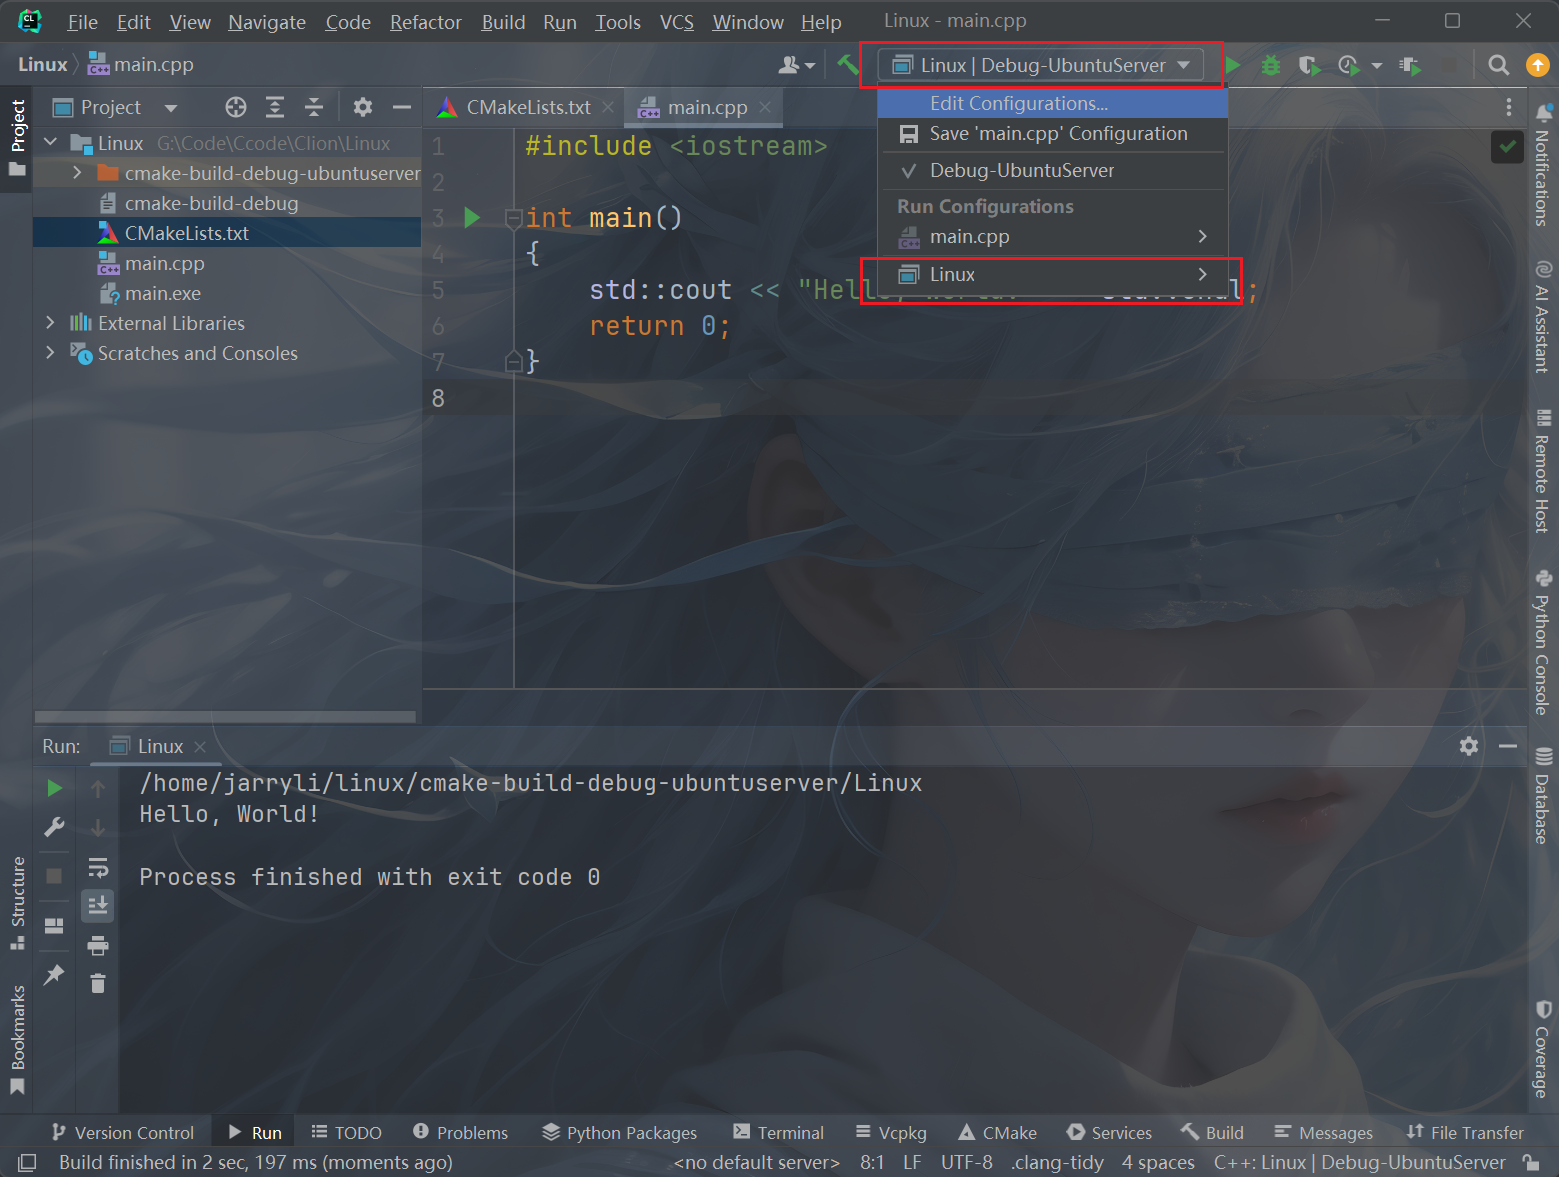 File Edit View Navigate Code Refactor Build Run Tools VCS Window Help Linux - main.cpp
Linux main.cpp Linux | Debug-UbuntuServer
Project CMakeLists.txt main.cpp
Edit Configurations...
Save 'main.cpp' Configuration
Debug-UbuntuServer
Run Configurations
main.cpp
Linux
Project
Linux G:\Code\Ccode\Clion\Linux
cmake-build-debug-ubuntuserver
cmake-build-debug
CMakeLists.txt
main.cpp
main.exe
External Libraries
Scratches and Consoles
1 #include <iostream>
2
3 int main()
4 {
5 std::cout << "Hello,
6 return 0;
7 }
8
Notifications
AI Assistant
Remote Host
Python Console
Database
Coverage
Run: Linux
/home/jarryli/linux/cmake-build-debug-ubuntuserver/Linux
Hello, World!
Process finished with exit code 0
Structure
Bookmarks
Version Control Run TODO Problems Python Packages Terminal Vcpkg CMake Services Build Messages File Transfer
Build finished in 2 sec, 197 ms (moments ago) <no default server> 8:1 LF UTF-8 .clang-tidy 4 spaces C++: Linux | Debug-UbuntuServer